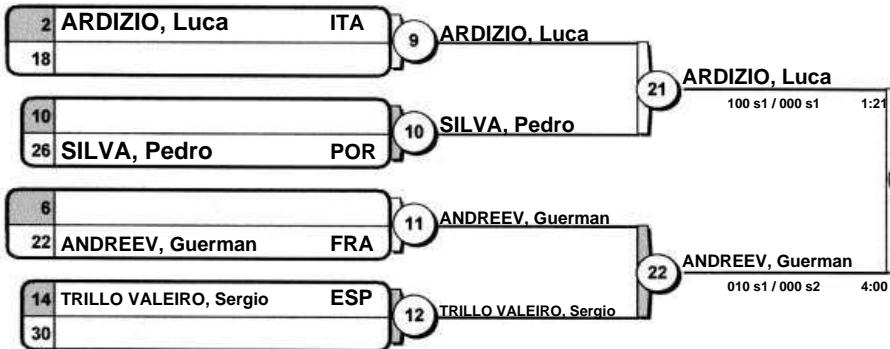 2 ARDIZIO, Luca ITA
18
9 ARDIZIO, Luca
10
26 SILVA, Pedro POR
10 SILVA, Pedro
21 ARDIZIO, Luca
100 s1 / 000 s1 1:21
6
22 ANDREEV, Guerman FRA
11 ANDREEV, Guerman
14 TRILLO VALEIRO, Sergio ESP
30
12 TRILLO VALEIRO, Sergio
22 ANDREEV, Guerman
010 s1 / 000 s2 4:00